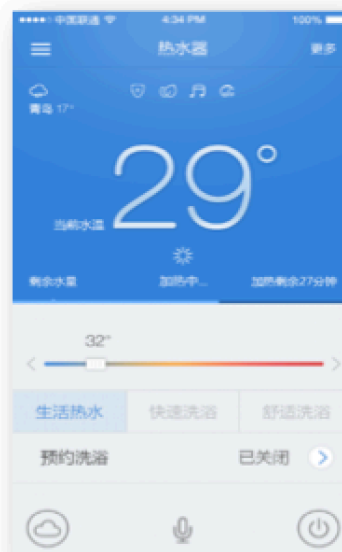 中国联通 4:34 PM 100%
热水器 更多
青岛 17°
29°
当前水温
剩余水量 加热中... 加热剩余27分钟
32°
生活热水 快速洗浴 舒适洗浴
预约洗浴 已关闭